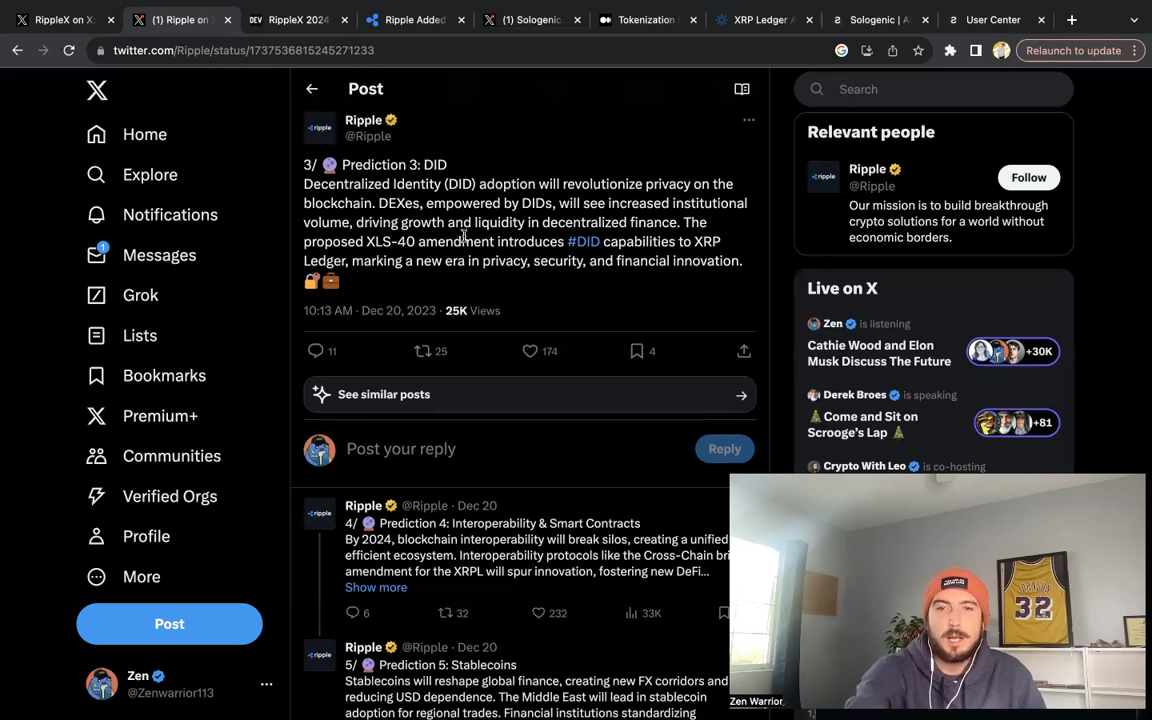 RippleX on X
(1) Ripple on
DEV RippleX 2024
Ripple Added
(1) Sologenic
Tokenization
XRP Ledger A
Sologenic | A
User Center
twitter.com/Ripple/status/1737536815245271233
Relaunch to update
Home
Explore
Notifications
1
Messages
Grok
Lists
Bookmarks
Premium+
Communities
Verified Orgs
Profile
More
Post
Zen
@Zenwarrior113
Post
Ripple
@Ripple
3/ 🔮 Prediction 3: DID
Decentralized Identity (DID) adoption will revolutionize privacy on the
blockchain. DEXes, empowered by DIDs, will see increased institutional
volume, driving growth and liquidity in decentralized finance. The
proposed XLS-40 amendment introduces #DID capabilities to XRP
Ledger, marking a new era in privacy, security, and financial innovation.
🔐💼
10:13 AM · Dec 20, 2023 · 25K Views
11 25 174 4
See similar posts
Post your reply
Reply
Ripple @Ripple · Dec 20
4/ 🔮 Prediction 4: Interoperability & Smart Contracts
By 2024, blockchain interoperability will break silos, creating a unified
efficient ecosystem. Interoperability protocols like the Cross-Chain bri
amendment for the XRPL will spur innovation, fostering new DeFi...
Show more
6 32 232 33K
Ripple @Ripple · Dec 20
5/ 🔮 Prediction 5: Stablecoins
Stablecoins will reshape global finance, creating new FX corridors and
reducing USD dependence. The Middle East will lead in stablecoin
adoption for regional trades. Financial institutions standardizing
Search
Relevant people
Ripple
@Ripple
Follow
Our mission is to build breakthrough
crypto solutions for a world without
economic borders.
Live on X
Zen is listening
Cathie Wood and Elon
Musk Discuss The Future
+30K
Derek Broes is speaking
🎄Come and Sit on
Scrooge's Lap 🎄
+81
Crypto With Leo is co-hosting
32
Zen Warrior